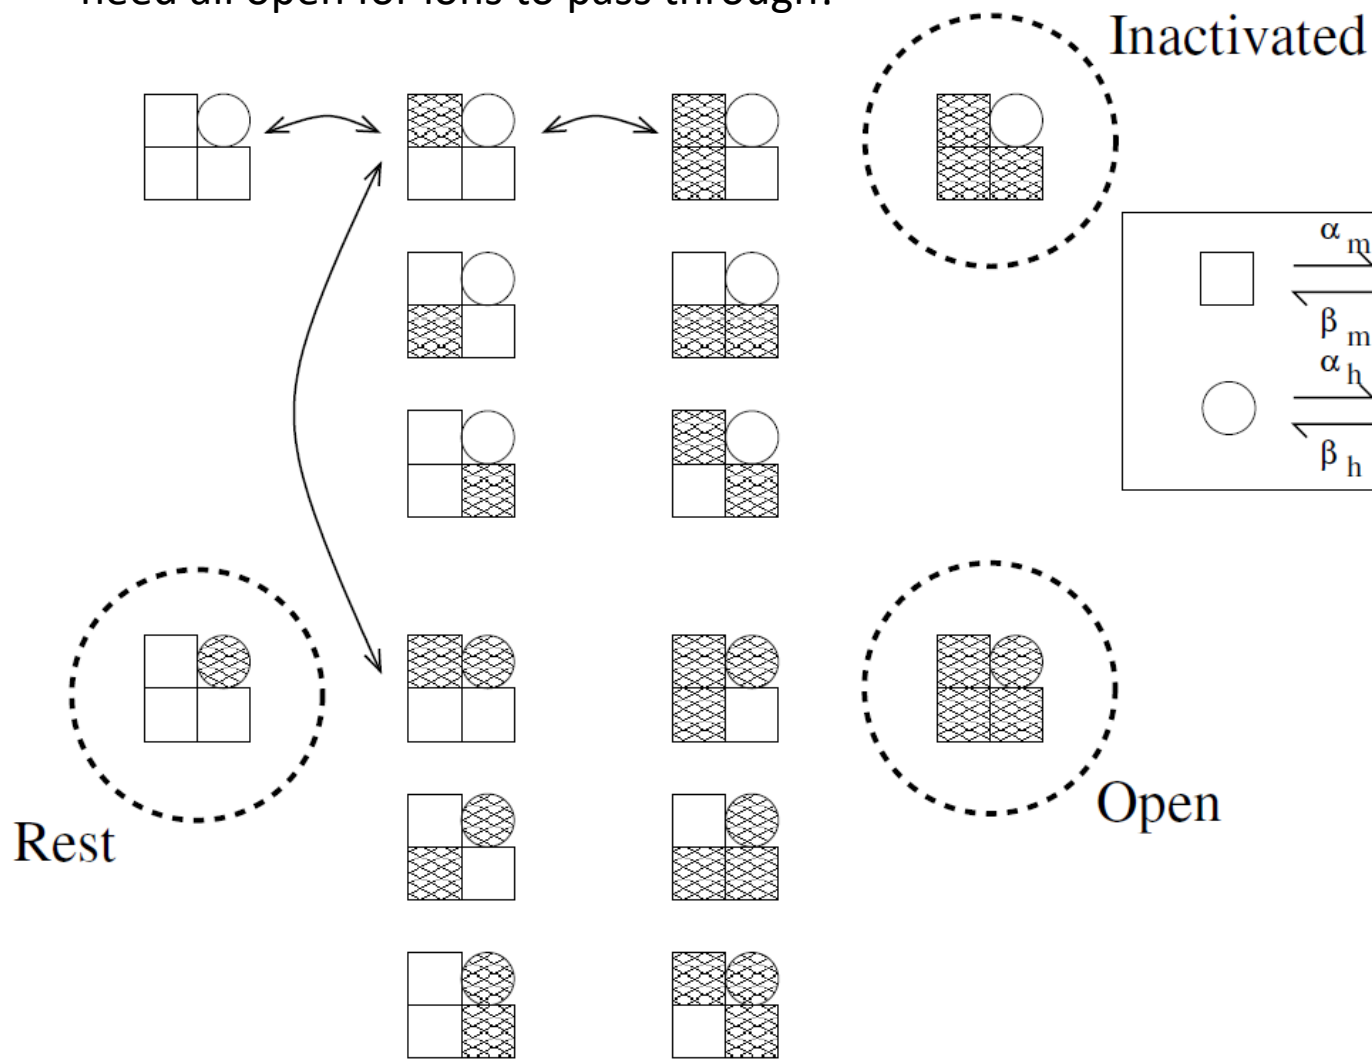 need all open for ions to pass through!
Inactivated
α m
β m
α h
β h
Rest
Open